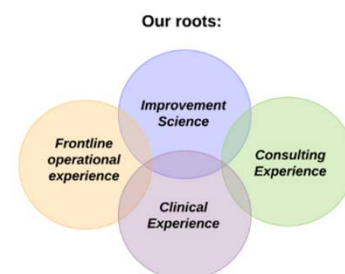 Our roots:
Improvement
Science
Frontline
operational
experience
Consulting
Experience
Clinical
Experience